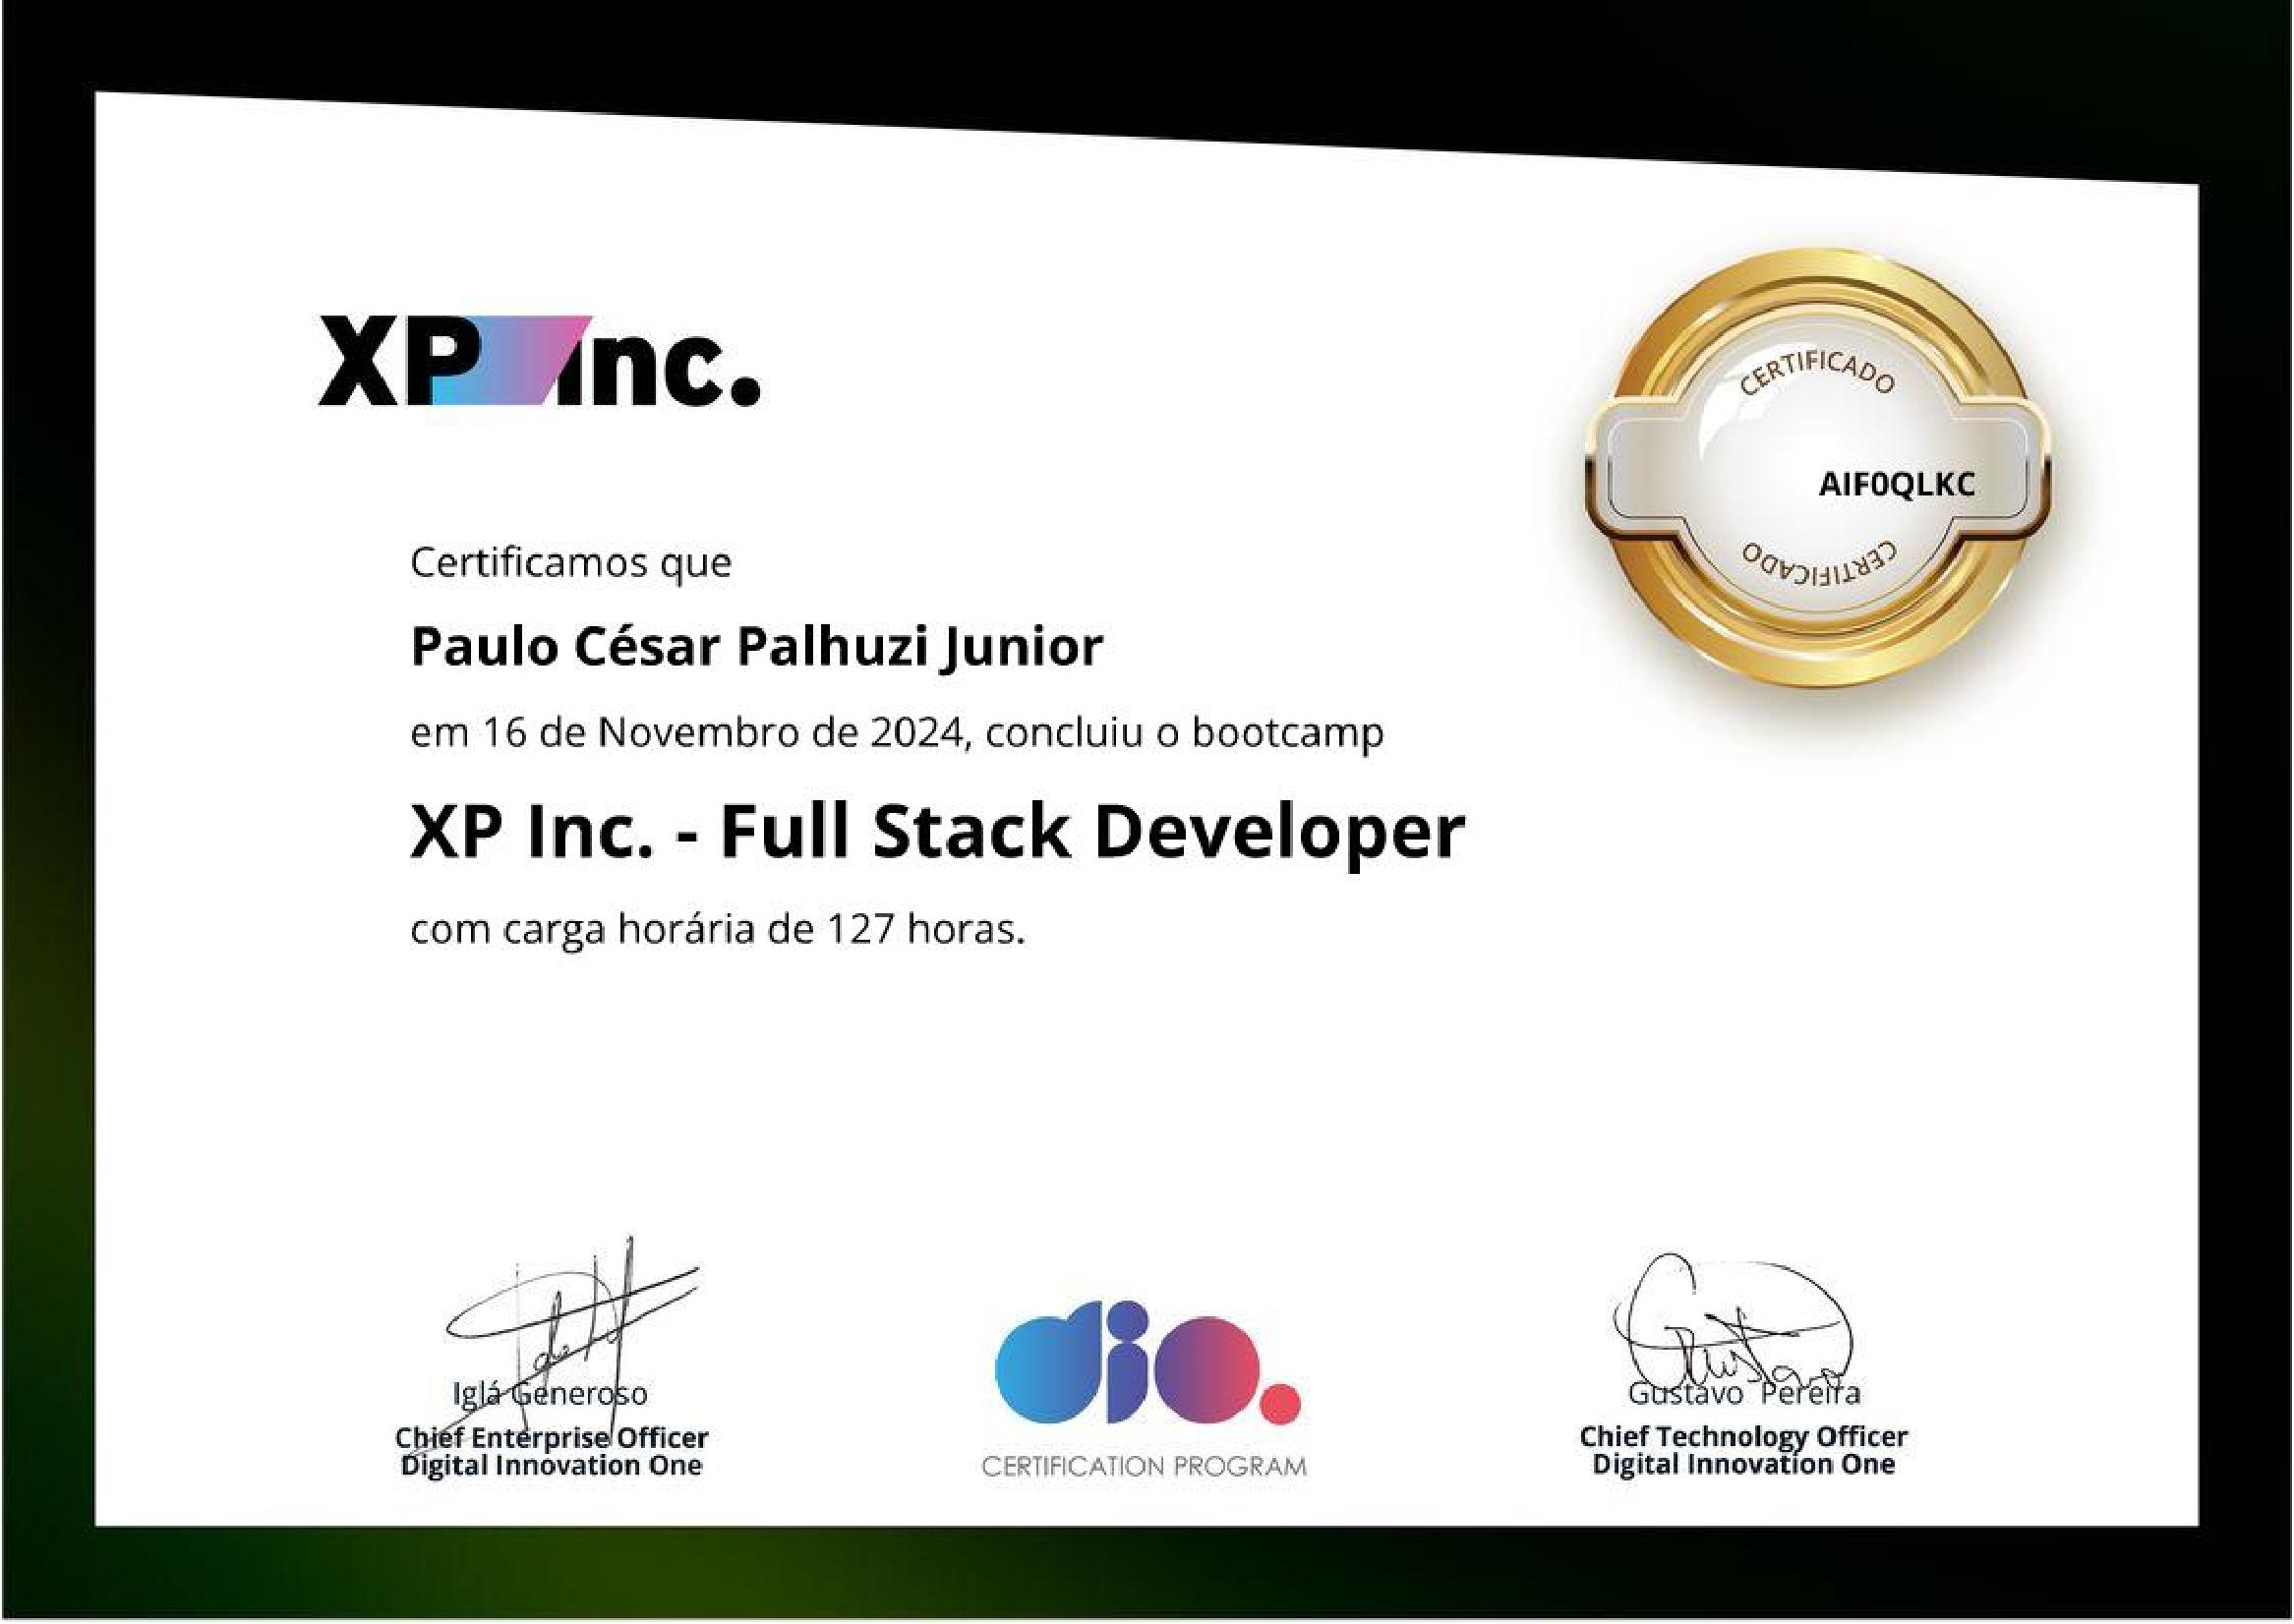 XP Inc.
CERTIFICADO
AIF0QLKC
CERTIFICADO
Certificamos que
Paulo César Palhuzi Junior
em 16 de Novembro de 2024, concluiu o bootcamp
XP Inc. - Full Stack Developer
com carga horária de 127 horas.
Iglá Generoso
Chief Enterprise Officer
Digital Innovation One
dio.
CERTIFICATION PROGRAM
Gustavo
Gustavo Pereira
Chief Technology Officer
Digital Innovation One